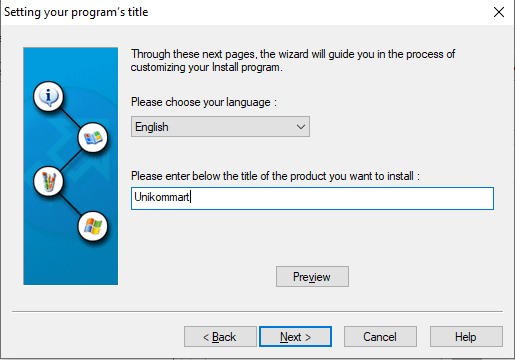 Setting your program's title
Through these next pages, the wizard will guide you in the process of
customizing your Install program.
Please choose your language :
English
Please enter below the title of the product you want to install :
Unikommart
Preview
< Back
Next >
Cancel
Help